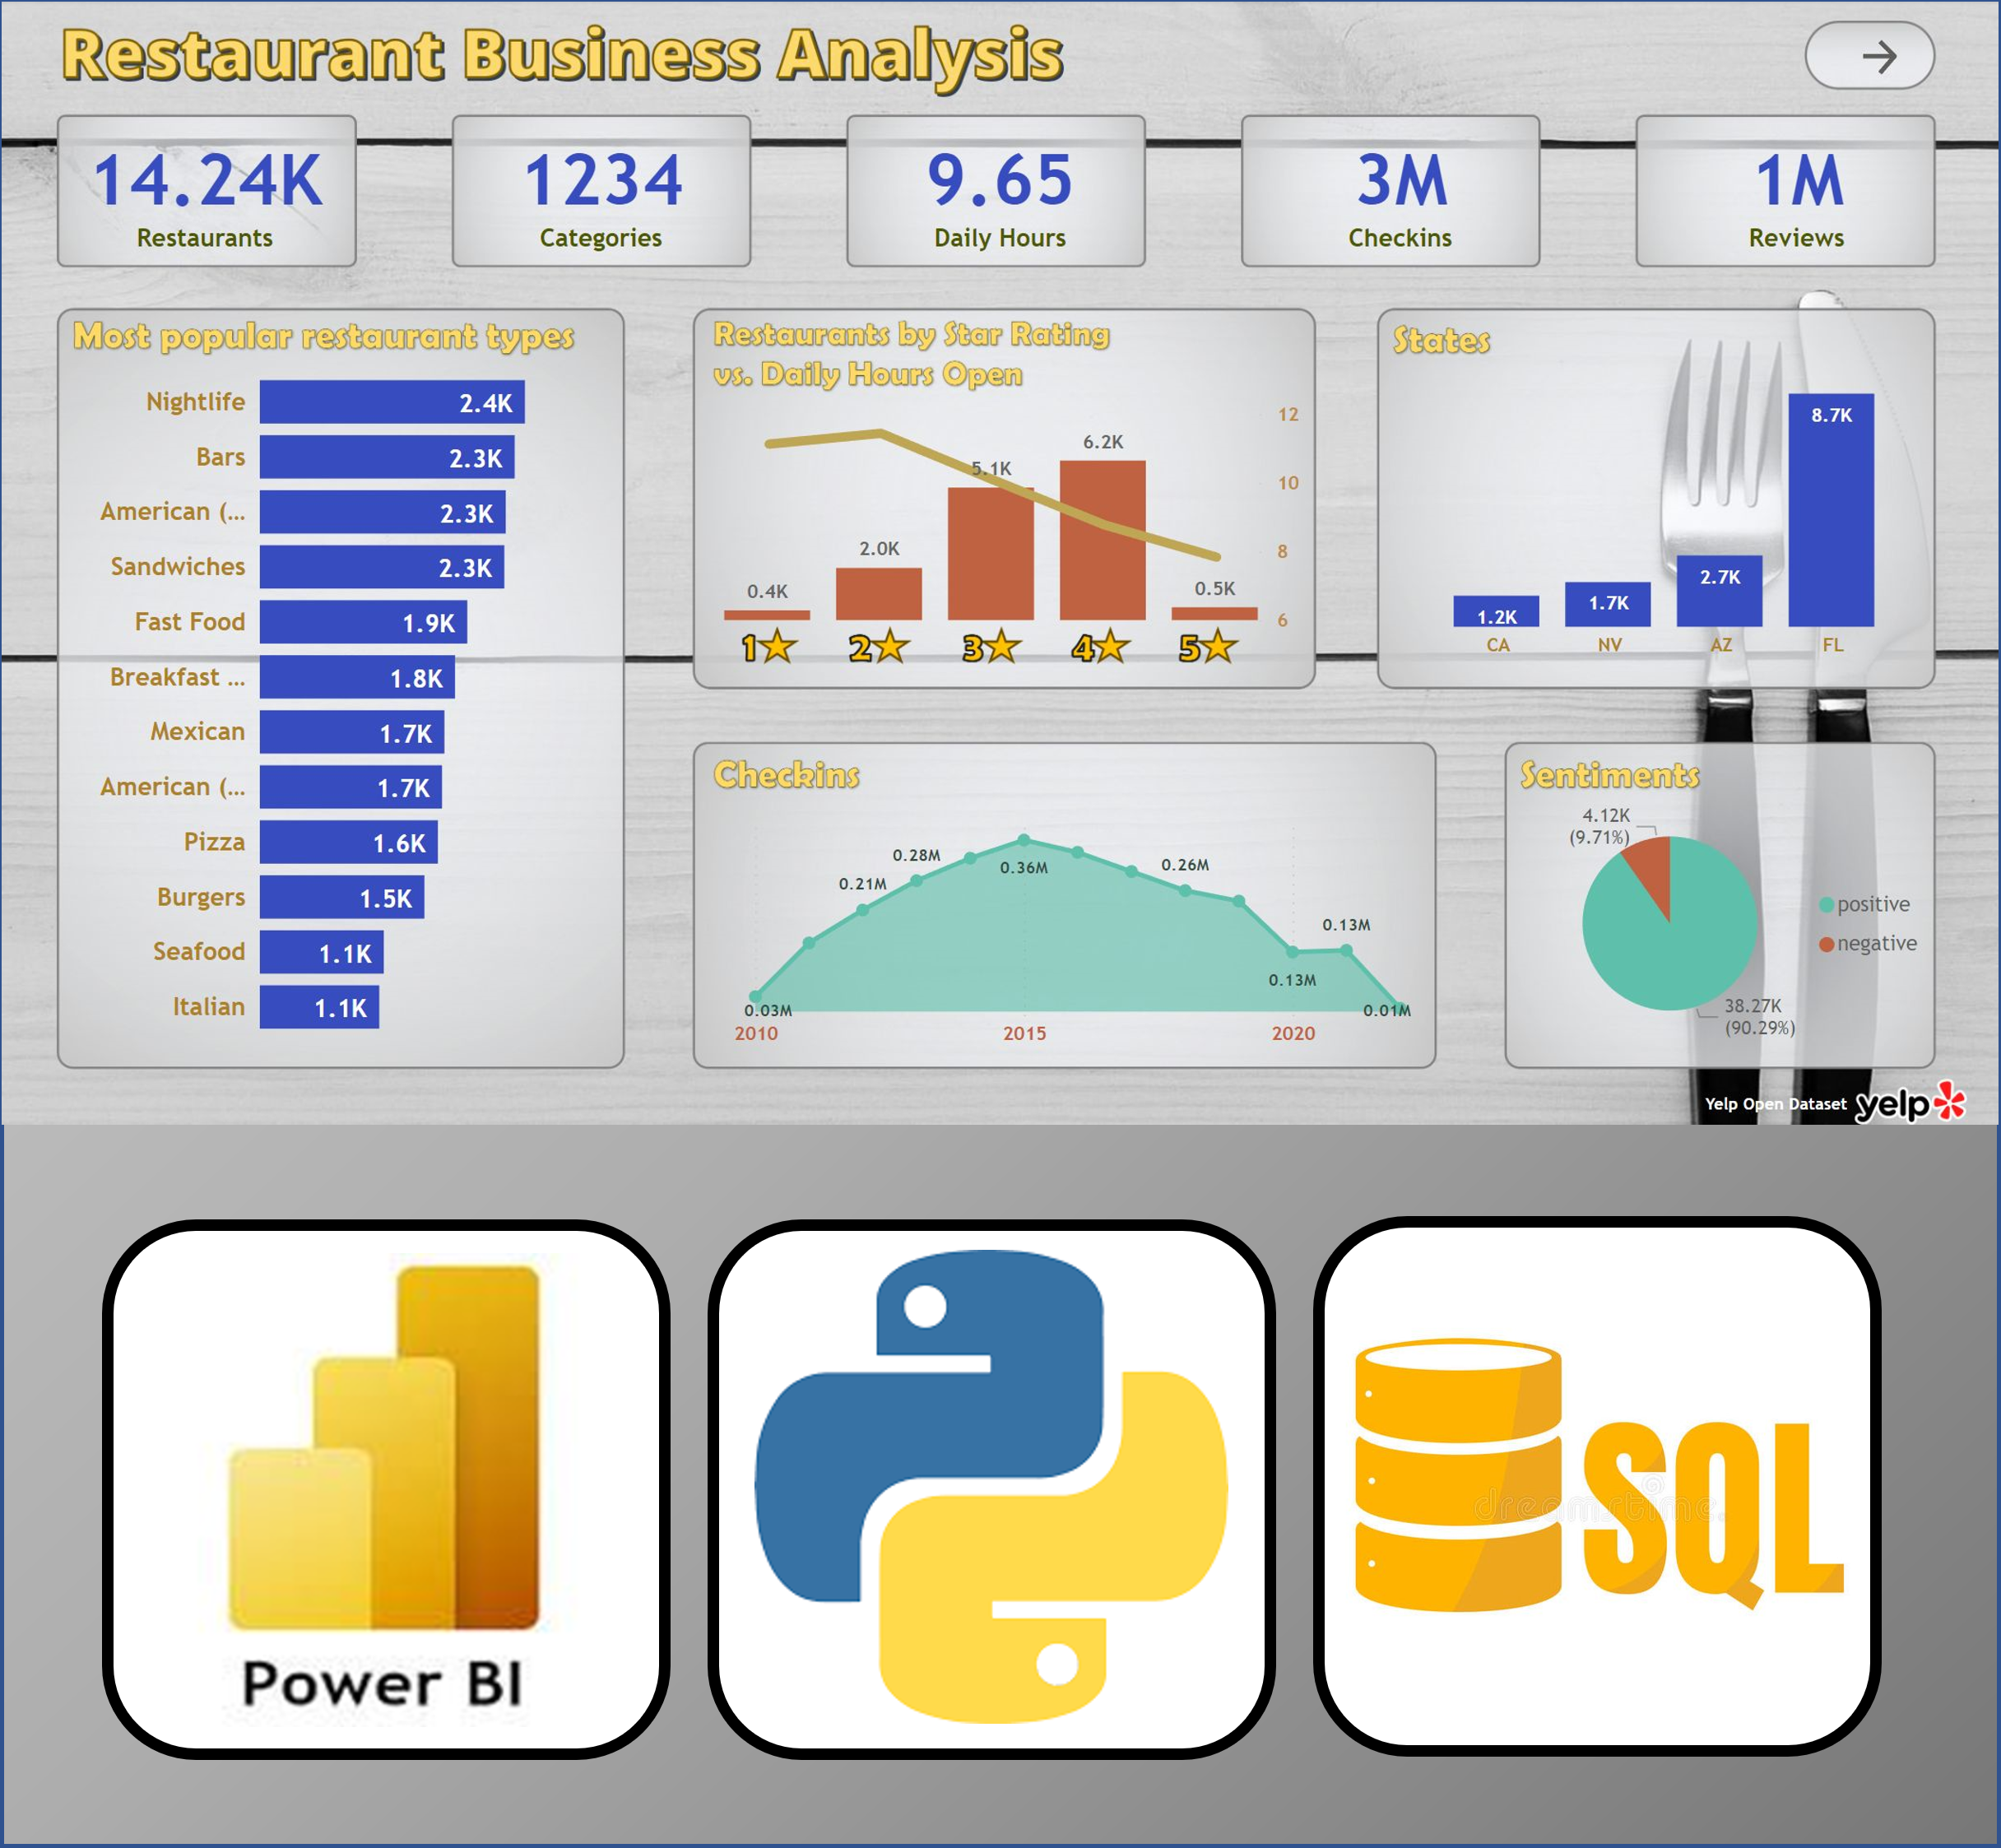 Restaurant Business Analysis
14.24K
Restaurants
1234
Categories
9.65
Daily Hours
3M
Checkins
1M
Reviews
Most popular restaurant types
Nightlife 2.4K
Bars 2.3K
American (... 2.3K
Sandwiches 2.3K
Fast Food 1.9K
Breakfast ... 1.8K
Mexican 1.7K
American (... 1.7K
Pizza 1.6K
Burgers 1.5K
Seafood 1.1K
Italian 1.1K
Restaurants by Star Rating
vs. Daily Hours Open
12
10
8
6
0.4K
2.0K
5.1K
6.2K
0.5K
1 2 3 4 5
States
1.2K
1.7K
2.7K
8.7K
CA NV AZ FL
Checkins
0.03M
0.21M
0.28M
0.36M
0.26M
0.13M
0.13M
0.01M
2010 2015 2020
Sentiments
4.12K
(9.71%)
positive
negative
38.27K
(90.29%)
Yelp Open Dataset yelp
Power BI
SQL
dreamstime.